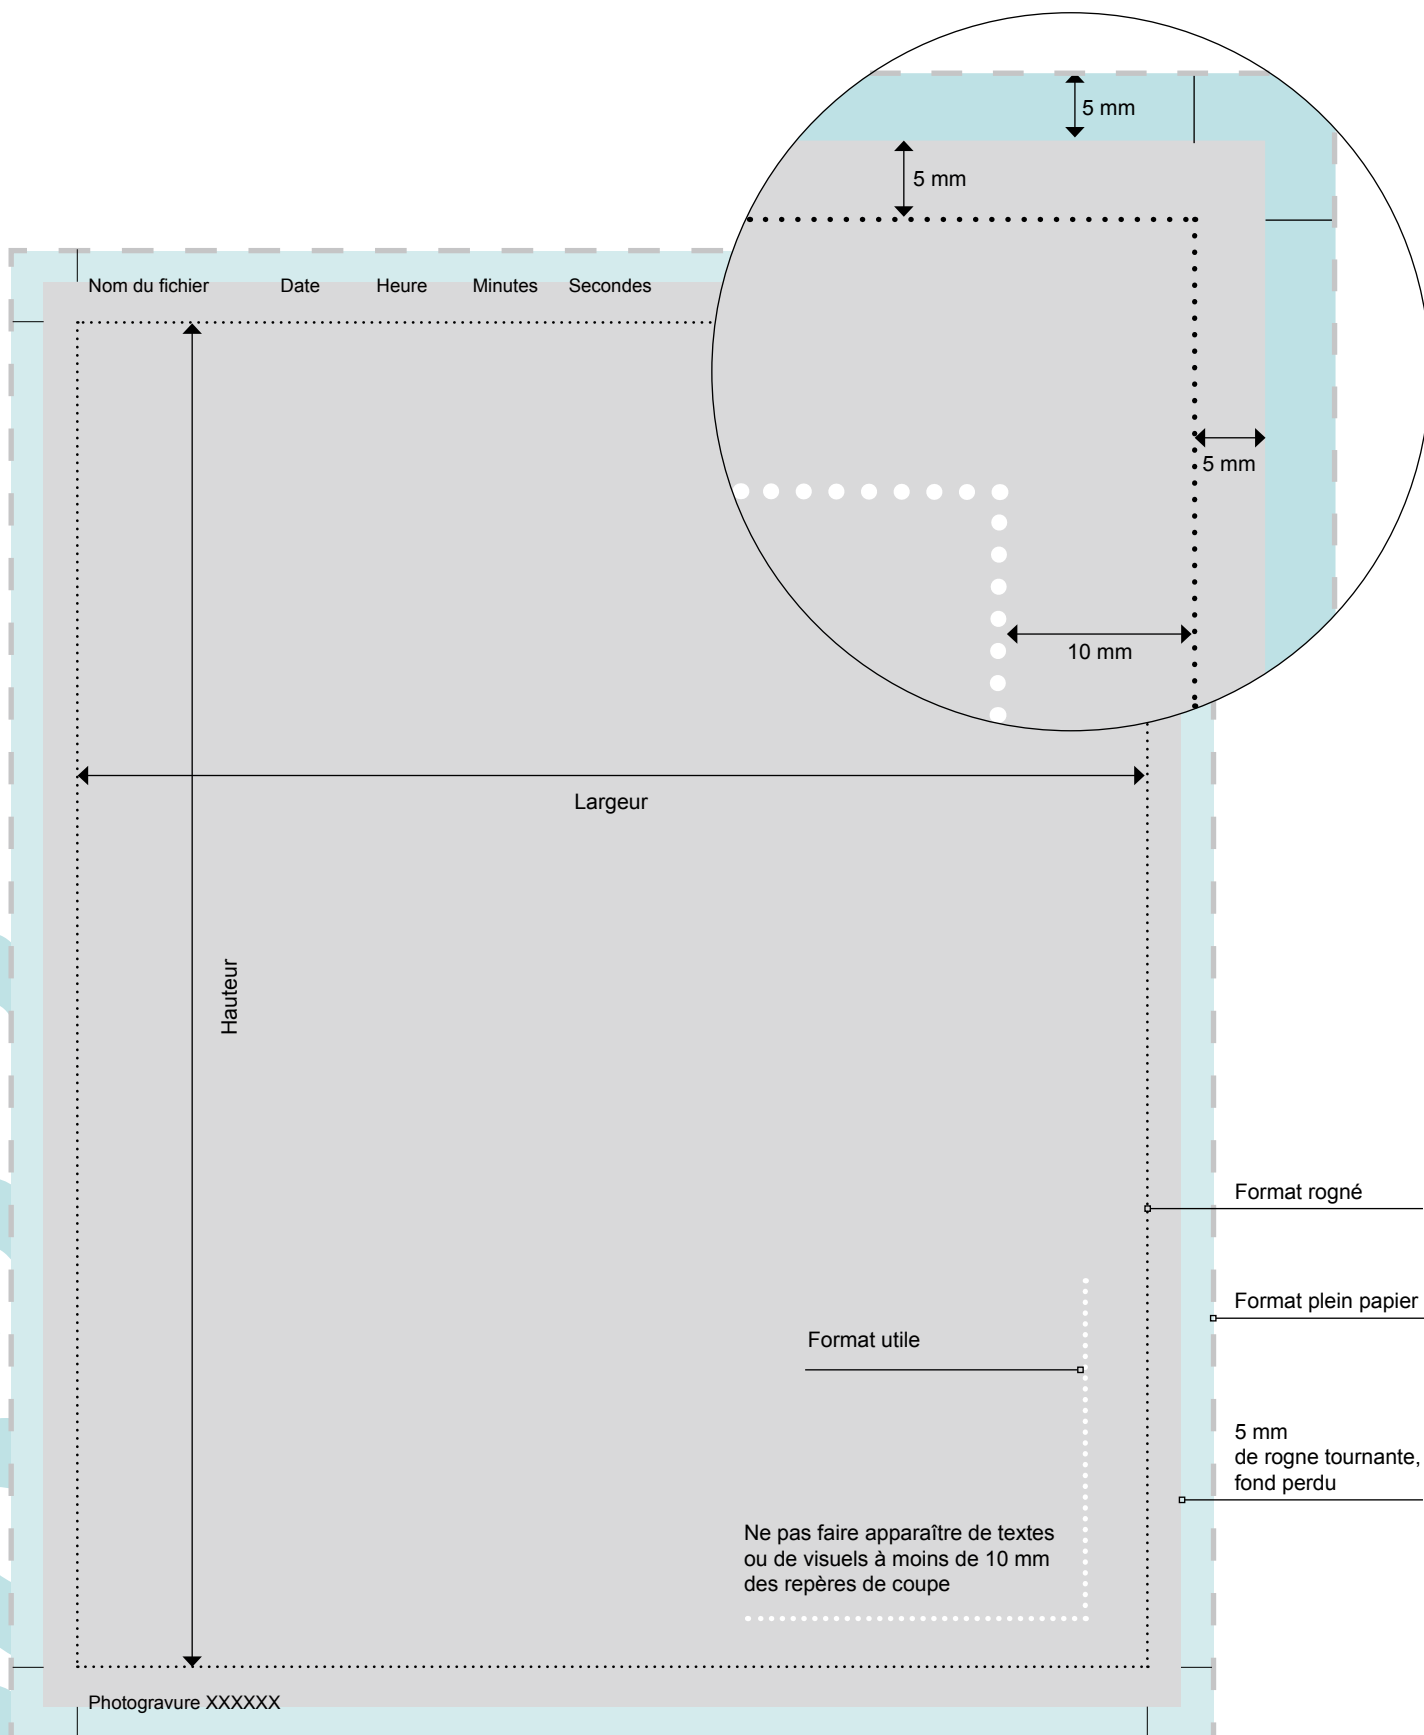 5 mm
5 mm
Nom du fichier Date Heure Minutes Secondes
5 mm
10 mm
Largeur
Hauteur
Format rogné
Format plein papier
Format utile
5 mm
de rogne tournante,
fond perdu
Ne pas faire apparaître de textes
ou de visuels à moins de 10 mm
des repères de coupe
Photogravure XXXXXX